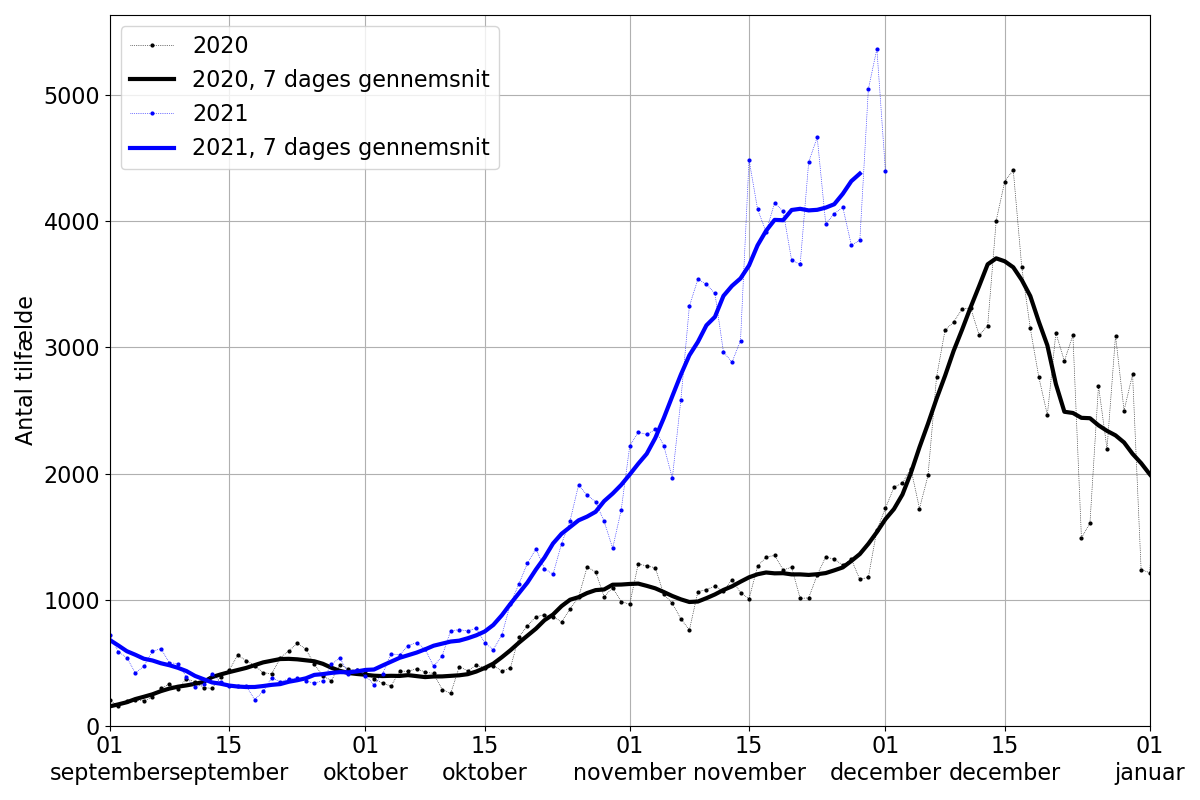 2020
2020, 7 dages gennemsnit
2021
2021, 7 dages gennemsnit
Antal tilfælde
5000
4000
3000
2000
1000
0
01 15 01 15 01 15 01 15 01
september september oktober oktober november november december december januar